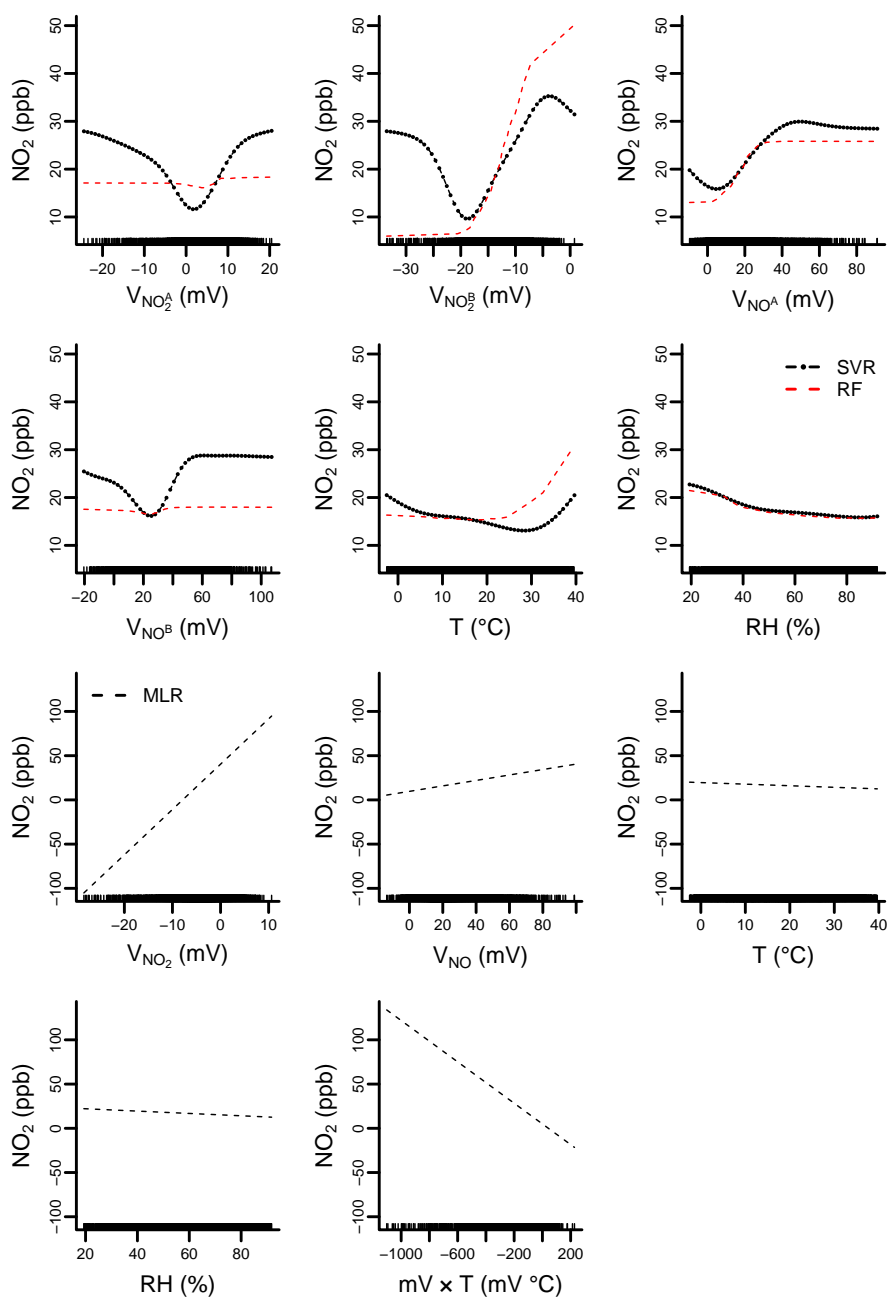 NO2 (ppb)
50
40
30
20
10
−20 −10 0 10 20
V_NO2^A (mV)
NO2 (ppb)
50
40
30
20
10
−30 −20 −10 0
V_NO2^B (mV)
NO2 (ppb)
50
40
30
20
10
0 20 40 60 80
V_NO^A (mV)
NO2 (ppb)
50
40
30
20
10
−20 20 60 100
V_NO^B (mV)
NO2 (ppb)
50
40
30
20
10
0 10 20 30 40
T (°C)
NO2 (ppb)
50
40
30
20
10
SVR
RF
20 40 60 80
RH (%)
NO2 (ppb)
100
50
0
−50
−100
MLR
−20 −10 0 10
V_NO2 (mV)
NO2 (ppb)
100
50
0
−50
−100
0 20 40 60 80
V_NO (mV)
NO2 (ppb)
100
50
0
−50
−100
0 10 20 30 40
T (°C)
NO2 (ppb)
100
50
0
−50
−100
20 40 60 80
RH (%)
NO2 (ppb)
100
50
0
−50
−100
−1000 −600 −200 200
mV × T (mV °C)